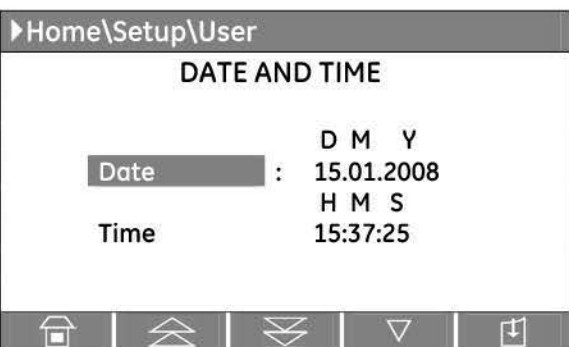 Home\Setup\User
DATE AND TIME
D M Y
Date : 15.01.2008
H M S
Time 15:37:25